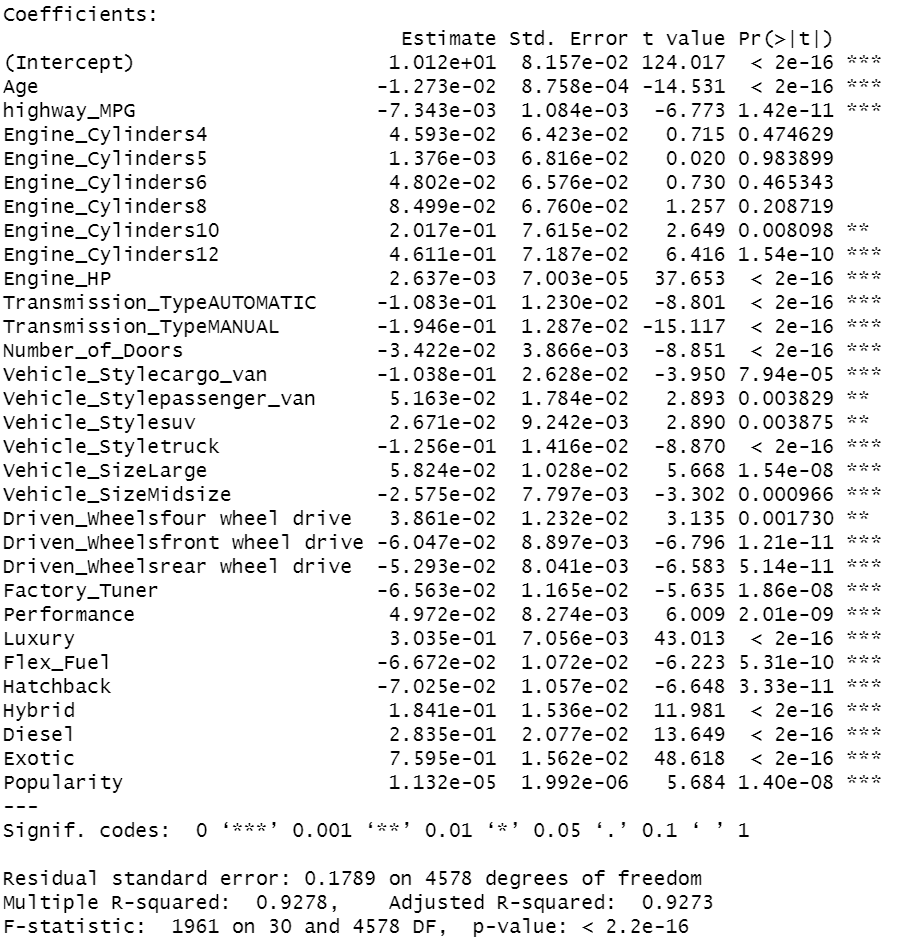 Coefficients:
                              Estimate Std. Error t value Pr(>|t|)
(Intercept)                  1.012e+01  8.157e-02 124.017  < 2e-16 ***
Age                         -1.273e-02  8.758e-04 -14.531  < 2e-16 ***
highway_MPG                 -7.343e-03  1.084e-03  -6.773 1.42e-11 ***
Engine_Cylinders4            4.593e-02  6.423e-02   0.715 0.474629
Engine_Cylinders5            1.376e-03  6.816e-02   0.020 0.983899
Engine_Cylinders6            4.802e-02  6.576e-02   0.730 0.465343
Engine_Cylinders8            8.499e-02  6.760e-02   1.257 0.208719
Engine_Cylinders10           2.017e-01  7.615e-02   2.649 0.008098 **
Engine_Cylinders12           4.611e-01  7.187e-02   6.416 1.54e-10 ***
Engine_HP                    2.637e-03  7.003e-05  37.653  < 2e-16 ***
Transmission_TypeAUTOMATIC  -1.083e-01  1.230e-02  -8.801  < 2e-16 ***
Transmission_TypeMANUAL     -1.946e-01  1.287e-02 -15.117  < 2e-16 ***
Number_of_Doors             -3.422e-02  3.866e-03  -8.851  < 2e-16 ***
Vehicle_Stylecargo_van      -1.038e-01  2.628e-02  -3.950 7.94e-05 ***
Vehicle_Stylepassenger_van   5.163e-02  1.784e-02   2.893 0.003829 **
Vehicle_Stylesuv             2.671e-02  9.242e-03   2.890 0.003875 **
Vehicle_Styletruck          -1.256e-01  1.416e-02  -8.870  < 2e-16 ***
Vehicle_SizeLarge            5.824e-02  1.028e-02   5.668 1.54e-08 ***
Vehicle_SizeMidsize         -2.575e-02  7.797e-03  -3.302 0.000966 ***
Driven_Wheelsfour wheel drive   3.861e-02  1.232e-02   3.135 0.001730 **
Driven_Wheelsfront wheel drive -6.047e-02  8.897e-03  -6.796 1.21e-11 ***
Driven_Wheelsrear wheel drive  -5.293e-02  8.041e-03  -6.583 5.14e-11 ***
Factory_Tuner               -6.563e-02  1.165e-02  -5.635 1.86e-08 ***
Performance                  4.972e-02  8.274e-03   6.009 2.01e-09 ***
Luxury                       3.035e-01  7.056e-03  43.013  < 2e-16 ***
Flex_Fuel                   -6.672e-02  1.072e-02  -6.223 5.31e-10 ***
Hatchback                   -7.025e-02  1.057e-02  -6.648 3.33e-11 ***
Hybrid                       1.841e-01  1.536e-02  11.981  < 2e-16 ***
Diesel                       2.835e-01  2.077e-02  13.649  < 2e-16 ***
Exotic                       7.595e-01  1.562e-02  48.618  < 2e-16 ***
Popularity                   1.132e-05  1.992e-06   5.684 1.40e-08 ***
---
Signif. codes:  0 ‘***’ 0.001 ‘**’ 0.01 ‘*’ 0.05 ‘.’ 0.1 ‘ ’ 1
Residual standard error: 0.1789 on 4578 degrees of freedom
Multiple R-squared:  0.9278,    Adjusted R-squared:  0.9273
F-statistic:  1961 on 30 and 4578 DF,  p-value: < 2.2e-16